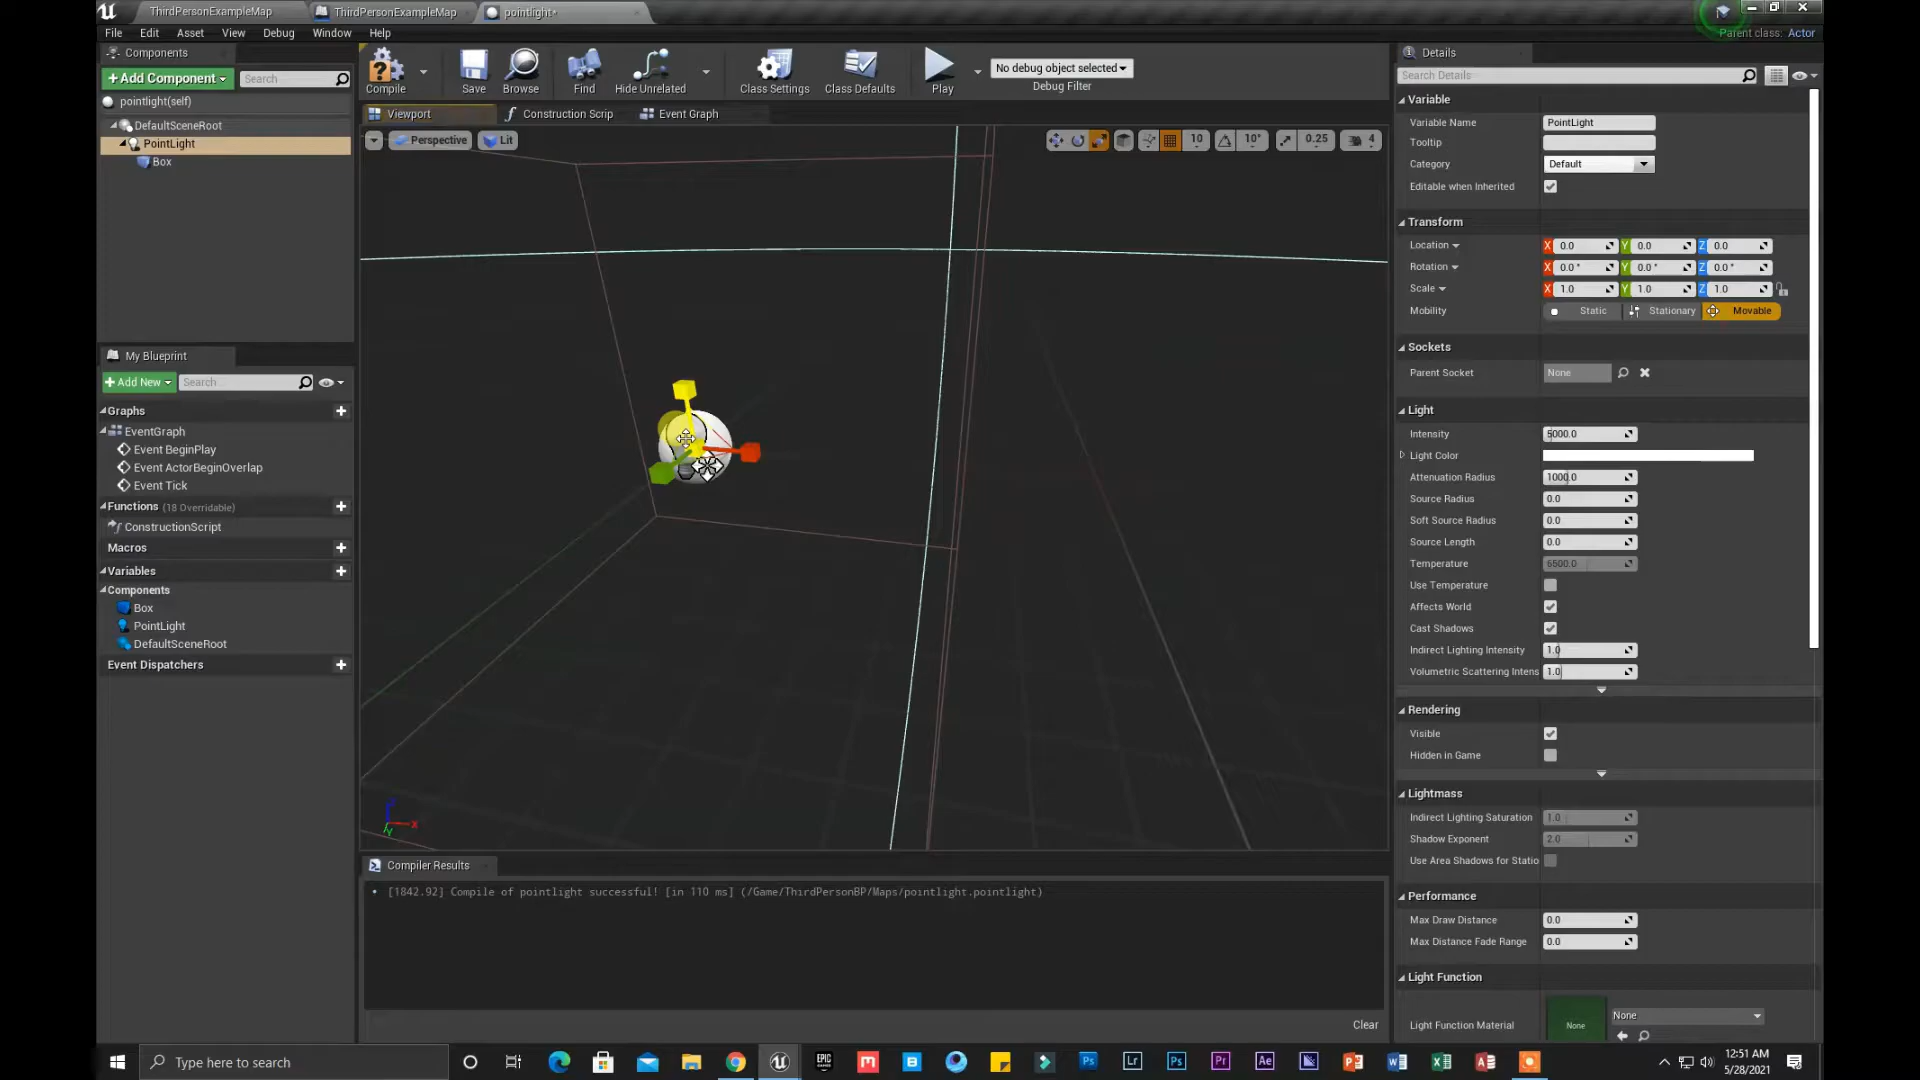 ThirdPersonExampleMap
ThirdPersonExampleMap
pointlight*
File Edit Asset View Debug Window Help
Parent class: Actor
Components
Add Component
Search
pointlight(self)
DefaultSceneRoot
PointLight
Box
Compile
Save
Browse
Find
Hide Unrelated
Class Settings
Class Defaults
Play
No debug object selected
Debug Filter
Viewport
Construction Scrip
Event Graph
Perspective
Lit
10
10°
0.25
4
X
Y
My Blueprint
Add New
Search
Graphs
EventGraph
Event BeginPlay
Event ActorBeginOverlap
Event Tick
Functions (18 Overridable)
ConstructionScript
Macros
Variables
Components
Box
PointLight
DefaultSceneRoot
Event Dispatchers
Compiler Results
[1842.92] Compile of pointlight successful! [in 110 ms] (/Game/ThirdPersonBP/Maps/pointlight.pointlight)
Clear
Details
Search Details
Variable
Variable Name PointLight
Tooltip
Category Default
Editable when Inherited
Transform
Location X 0.0 Y 0.0 Z 0.0
Rotation X 0.0 ° Y 0.0 ° Z 0.0 °
Scale X 1.0 Y 1.0 Z 1.0
Mobility Static Stationary Movable
Sockets
Parent Socket None
Light
Intensity 5000.0
Light Color
Attenuation Radius 1000.0
Source Radius 0.0
Soft Source Radius 0.0
Source Length 0.0
Temperature 6500.0
Use Temperature
Affects World
Cast Shadows
Indirect Lighting Intensity 1.0
Volumetric Scattering Intens 1.0
Rendering
Visible
Hidden in Game
Lightmass
Indirect Lighting Saturation 1.0
Shadow Exponent 2.0
Use Area Shadows for Statio
Performance
Max Draw Distance 0.0
Max Distance Fade Range 0.0
Light Function
Light Function Material None None
Type here to search
EPIC GAMES
Ps
Lr
Ps
Pr
Ae
12:51 AM
5/28/2021